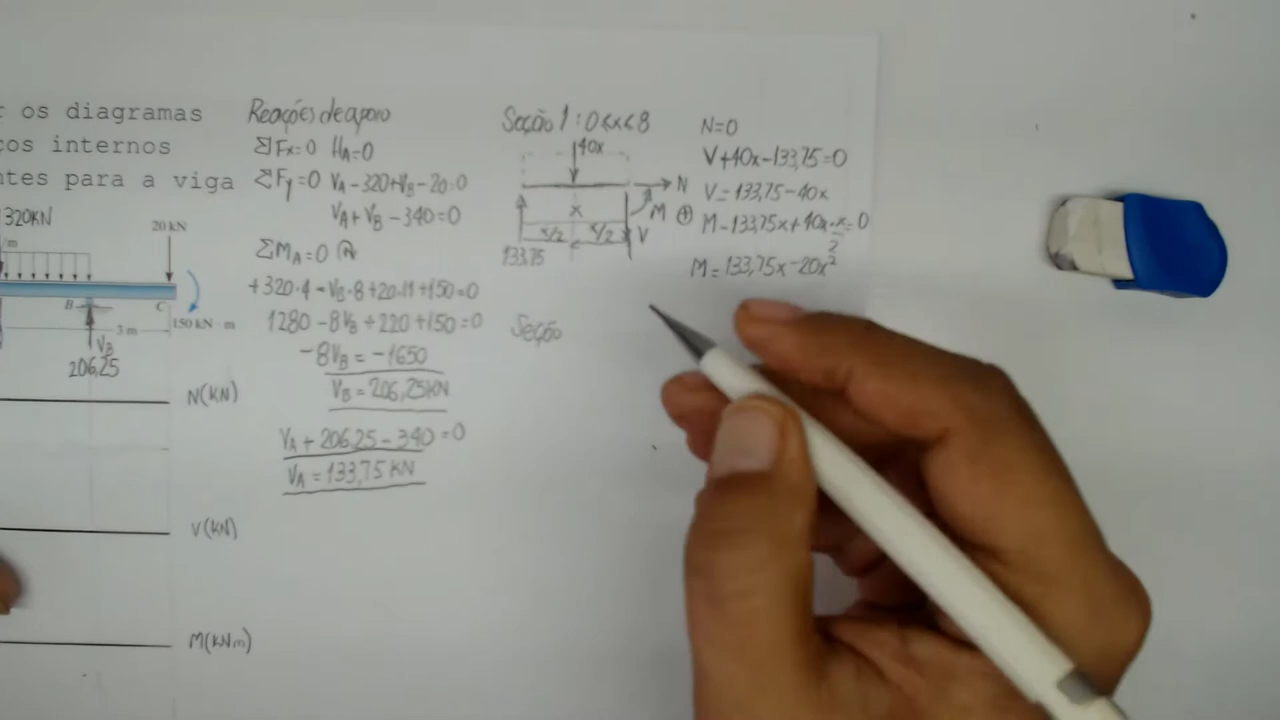 r os diagramas
ços internos
ntes para a viga
320KN
m
20 kN
B
C
150 kN · m
3 m
VB
206,25
N(KN)
V(KN)
M(KNm)
Reações de apoio
ΣFx=0 HA=0
ΣFy=0 VA-320+VB-20=0
VA+VB-340=0
ΣMA=0
+320·4-VB·8+20·11+150=0
1280-8VB+220+150=0
-8VB=-1650
VB=206,25KN
VA+206,25-340=0
VA=133,75KN
Seção 1: 0<x<8
40x
N
M
x
x/2 x/2
V
133,75
N=0
V+40x-133,75=0
V=133,75-40x
M-133,75x+40x·x/2=0
M=133,75x-20x²
Seção